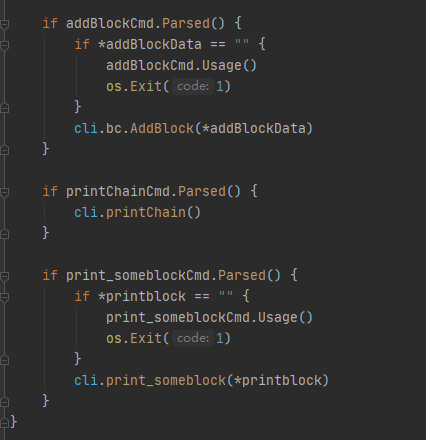 if addBlockCmd.Parsed() {
if *addBlockData == "" {
addBlockCmd.Usage()
os.Exit( code: 1)
}
cli.bc.AddBlock(*addBlockData)
}
if printChainCmd.Parsed() {
cli.printChain()
}
if print_someblockCmd.Parsed() {
if *printblock == "" {
print_someblockCmd.Usage()
os.Exit( code: 1)
}
cli.print_someblock(*printblock)
}
}